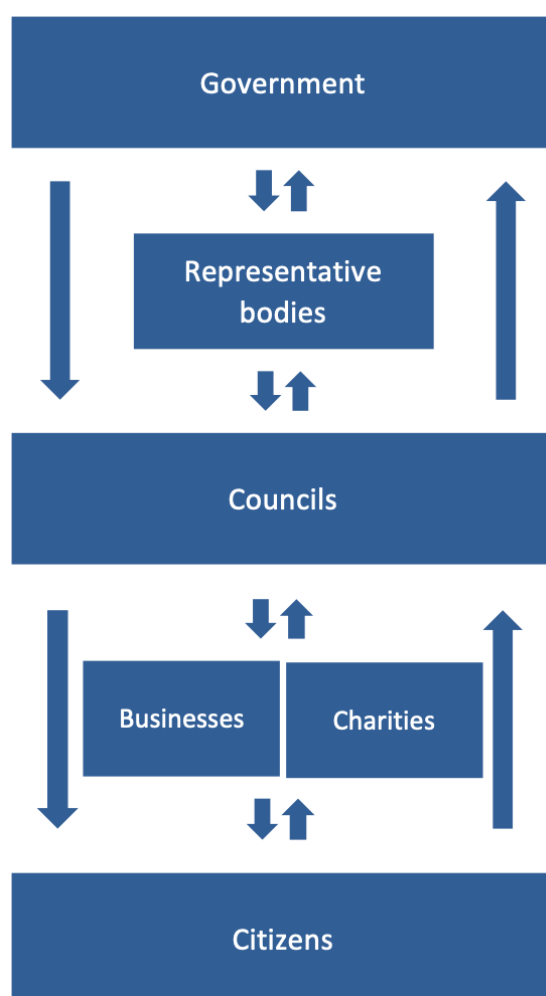 Government
Representative
bodies
Councils
Businesses
Charities
Citizens